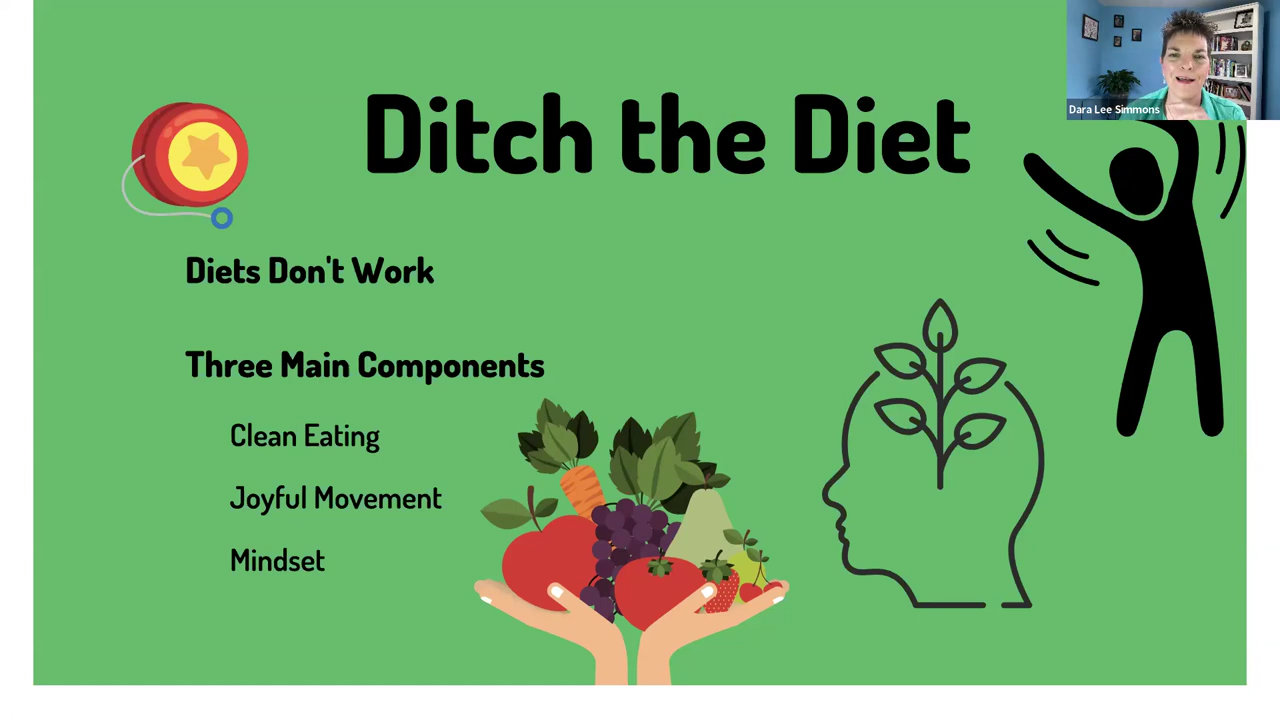 Ditch the Diet
Dara Lee Simmons
Diets Don't Work
Three Main Components
Clean Eating
Joyful Movement
Mindset